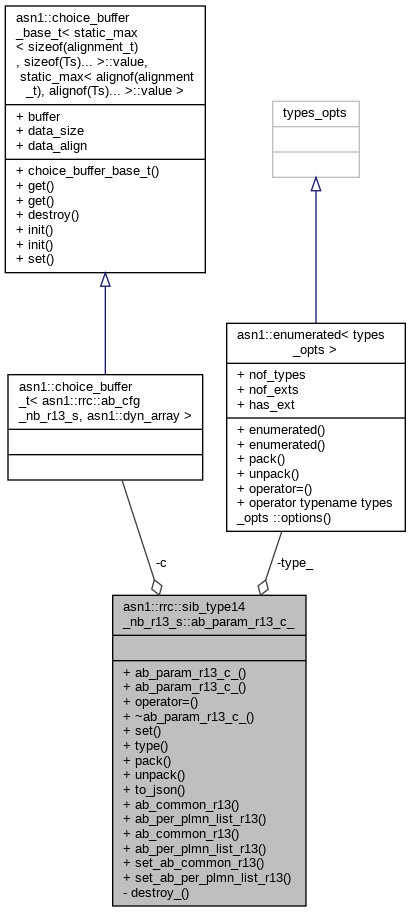 asn1::choice_buffer
_base_t< static_max
< sizeof(alignment_t)
, sizeof(Ts)... >::value,
static_max< alignof(alignment
_t), alignof(Ts)... >::value >
+ buffer
+ data_size
+ data_align
+ choice_buffer_base_t()
+ get()
+ get()
+ destroy()
+ init()
+ init()
+ set()
types_opts
asn1::enumerated< types
_opts >
+ nof_types
+ nof_exts
+ has_ext
+ enumerated()
+ enumerated()
+ pack()
+ unpack()
+ operator=()
+ operator typename types
_opts ::options()
asn1::choice_buffer
_t< asn1::rrc::ab_cfg
_nb_r13_s, asn1::dyn_array >
-c
-type_
asn1::rrc::sib_type14
_nb_r13_s::ab_param_r13_c_
+ ab_param_r13_c_()
+ ab_param_r13_c_()
+ operator=()
+ ~ab_param_r13_c_()
+ set()
+ type()
+ pack()
+ unpack()
+ to_json()
+ ab_common_r13()
+ ab_per_plmn_list_r13()
+ ab_common_r13()
+ ab_per_plmn_list_r13()
+ set_ab_common_r13()
+ set_ab_per_plmn_list_r13()
- destroy_()